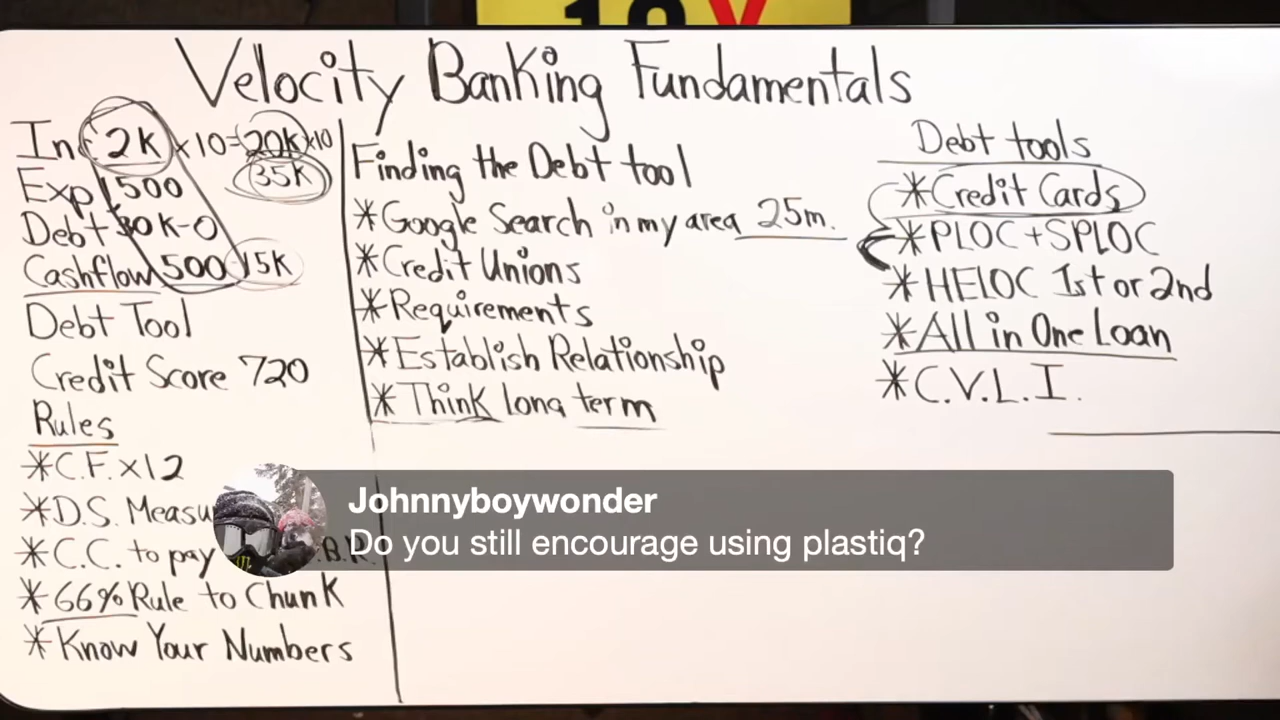 Velocity Banking Fundamentals
Inc 2K x10=20K x10
35K
Exp 1500
Debt 30K-0
Cashflow 500 15K
Debt Tool
Credit Score 720
Rules
*C.F.x12
*D.S. Measu
*C.C. to pay B.R.
*66% Rule to Chunk
*Know Your Numbers
Finding the Debt tool
*Google Search in my area 25m.
*Credit Unions
*Requirements
*Establish Relationship
*Think long term
Debt tools
*Credit Cards
*PLOC+SPLOC
*HELOC 1st or 2nd
*All in One Loan
*C.V.L.I.
Johnnyboywonder
Do you still encourage using plastiq?